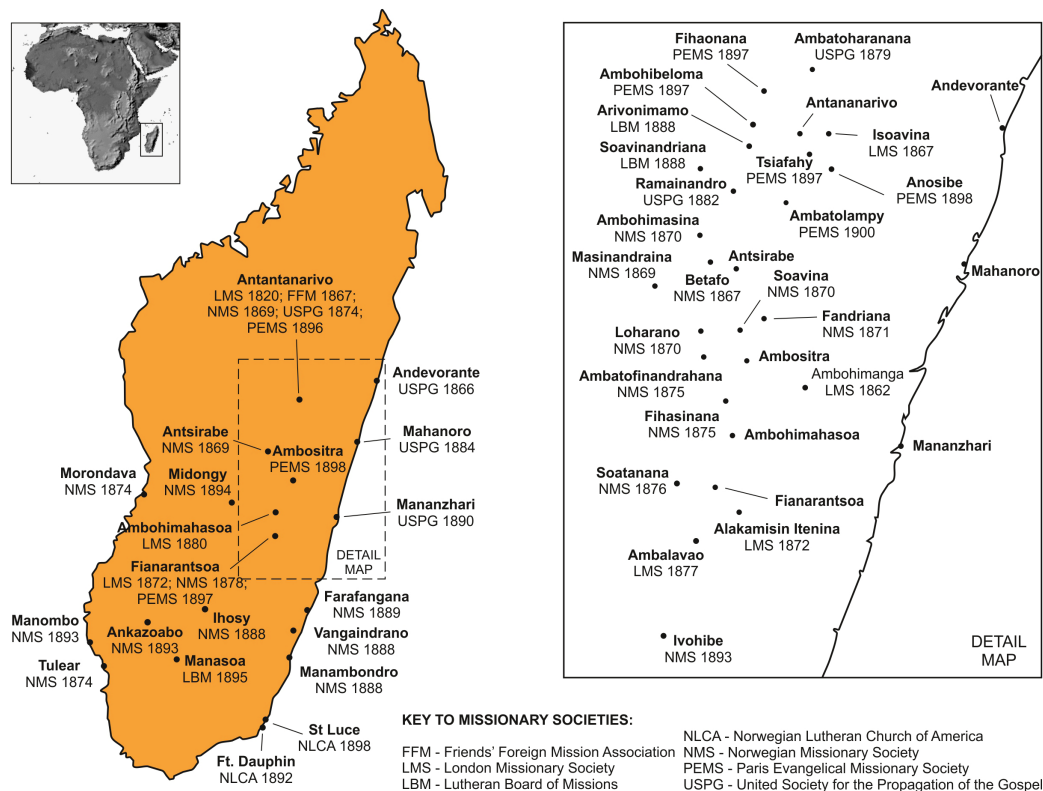 Antantanarivo
LMS 1820; FFM 1867;
NMS 1869; USPG 1874;
PEMS 1896
Andevorante
USPG 1866
Antsirabe
NMS 1869
Ambositra
PEMS 1898
Mahanoro
USPG 1884
Morondava
NMS 1874
Midongy
NMS 1894
Mananzhari
USPG 1890
Ambohimahasoa
LMS 1880
DETAIL
MAP
Fianarantsoa
LMS 1872; NMS 1878;
PEMS 1897
Farafangana
NMS 1889
Manombo
NMS 1893
Ankazoabo
NMS 1893
Ihosy
NMS 1888
Vangaindrano
NMS 1888
Tulear
NMS 1874
Manasoa
LBM 1895
Manambondro
NMS 1888
St Luce
NLCA 1898
Ft. Dauphin
NLCA 1892
Fihaonana
PEMS 1897
Ambatoharanana
USPG 1879
Ambohibeloma
PEMS 1897
Andevorante
Antananarivo
Arivonimamo
LBM 1888
Isoavina
LMS 1867
Soavinandriana
LBM 1888
Tsiafahy
PEMS 1897
Ramainandro
USPG 1882
Anosibe
PEMS 1898
Ambatolampy
PEMS 1900
Ambohimasina
NMS 1870
Masinandraina
NMS 1869
Antsirabe
Betafo
NMS 1867
Mahanoro
Soavina
NMS 1870
Fandriana
NMS 1871
Loharano
NMS 1870
Ambositra
Ambatofinandrahana
NMS 1875
Ambohimanga
LMS 1862
Fihasinana
NMS 1875
Ambohimahasoa
Mananzhari
Soatanana
NMS 1876
Fianarantsoa
Alakamisin Itenina
LMS 1872
Ambalavao
LMS 1877
Ivohibe
NMS 1893
DETAIL
MAP
KEY TO MISSIONARY SOCIETIES:
FFM - Friends' Foreign Mission Association
LMS - London Missionary Society
LBM - Lutheran Board of Missions
NLCA - Norwegian Lutheran Church of America
NMS - Norwegian Missionary Society
PEMS - Paris Evangelical Missionary Society
USPG - United Society for the Propagation of the Gospel